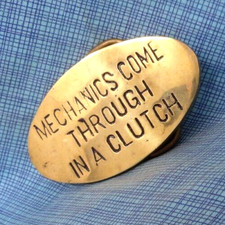 MECHANICS COME
THROUGH
IN A CLUTCH